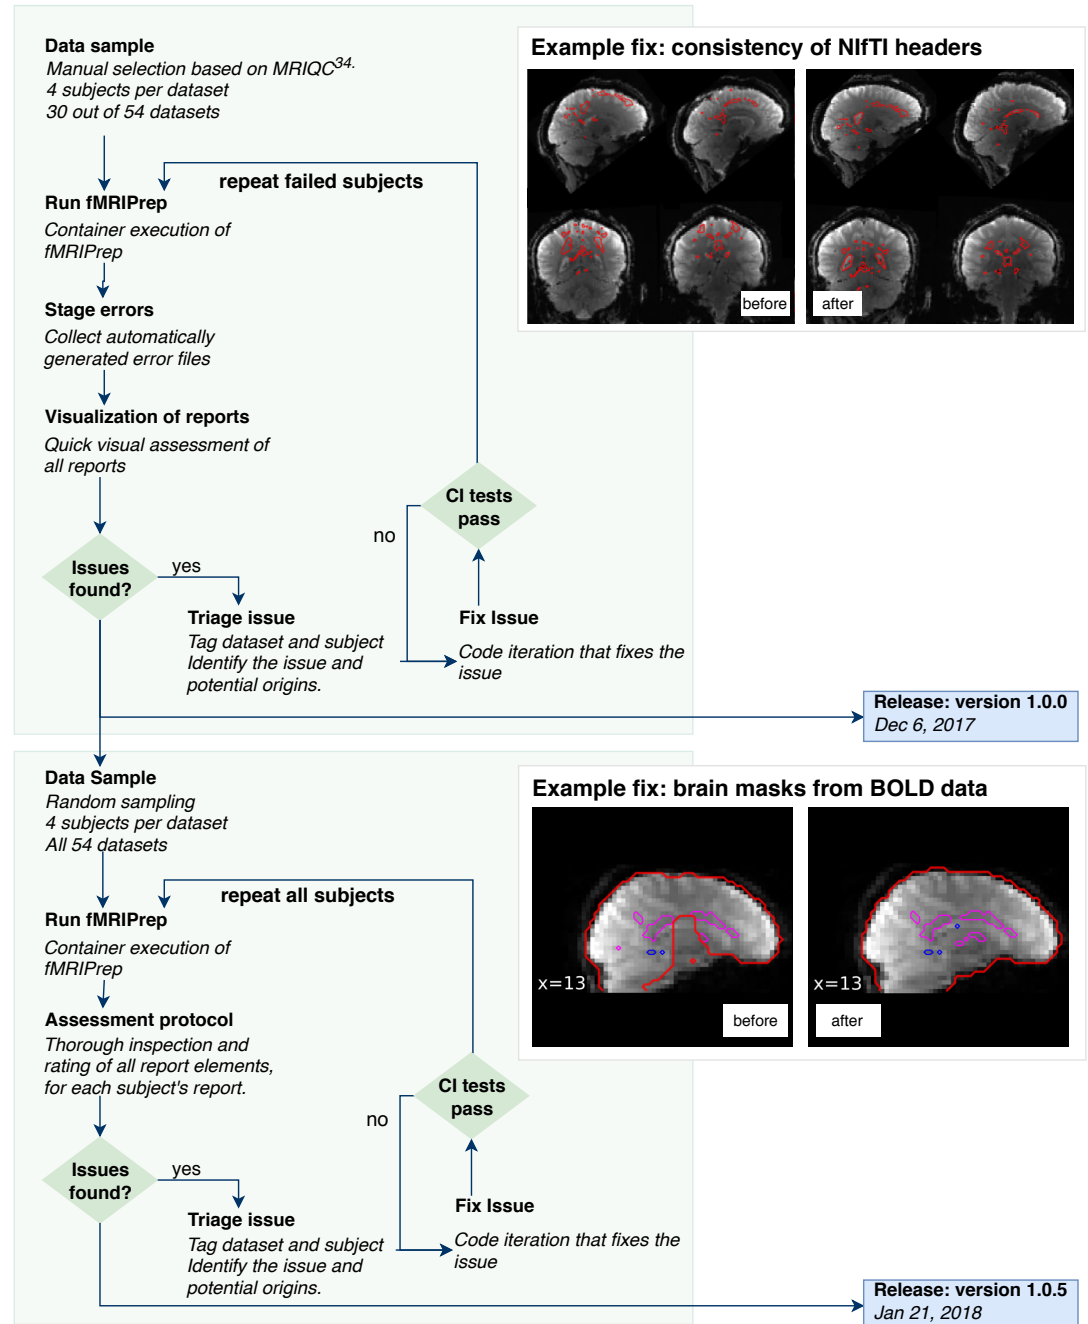 Data sample
Manual selection based on MRIQC34.
4 subjects per dataset
30 out of 54 datasets
repeat failed subjects
Run fMRIPrep
Container execution of
fMRIPrep
Stage errors
Collect automatically
generated error files
Visualization of reports
Quick visual assessment of
all reports
Issues
found?
yes
Triage issue
Tag dataset and subject
Identify the issue and
potential origins.
CI tests
pass
no
Fix Issue
Code iteration that fixes the
issue
Example fix: consistency of NIfTI headers
before
after
Release: version 1.0.0
Dec 6, 2017
Data Sample
Random sampling
4 subjects per dataset
All 54 datasets
repeat all subjects
Run fMRIPrep
Container execution of
fMRIPrep
Assessment protocol
Thorough inspection and
rating of all report elements,
for each subject's report.
Issues
found?
yes
Triage issue
Tag dataset and subject
Identify the issue and
potential origins.
CI tests
pass
no
Fix Issue
Code iteration that fixes the
issue
Example fix: brain masks from BOLD data
x=13
before
x=13
after
Release: version 1.0.5
Jan 21, 2018